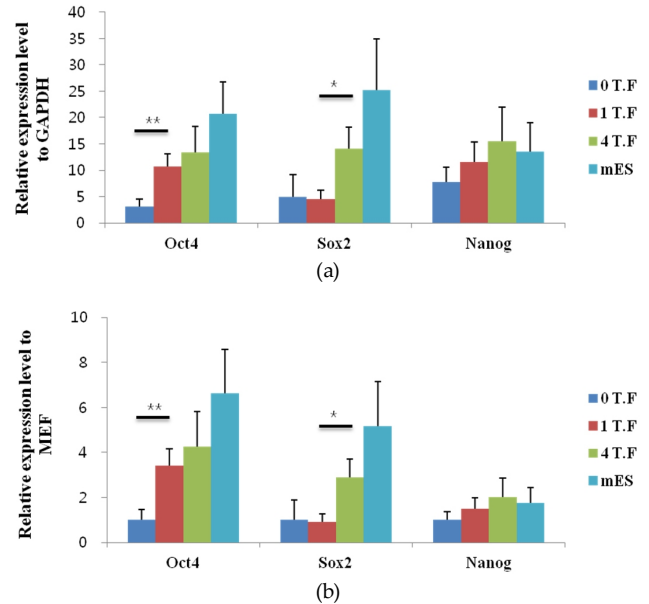 Relative expression level
to GAPDH
40
35
30
25
20
15
10
5
0
**
*
Oct4
Sox2
Nanog
0 T.F
1 T.F
4 T.F
mES
(a)
Relative expression level to
MEF
10
8
6
4
2
0
**
*
Oct4
Sox2
Nanog
0 T.F
1 T.F
4 T.F
mES
(b)